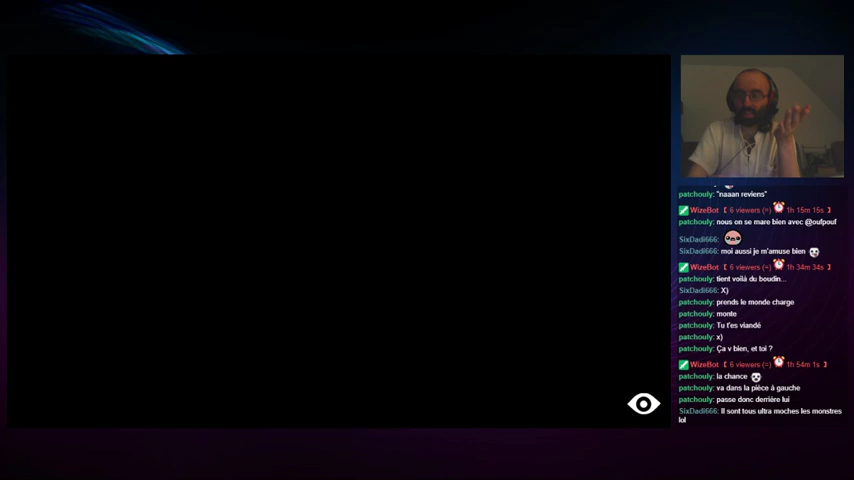 patchouly: "naaan reviens"
WizeBot 【 6 viewers (=) 1h 15m 15s 】
patchouly: nous on se mare bien avec @oufpouf
SixDadi666:
SixDadi666: moi aussi je m'amuse bien
WizeBot 【 6 viewers (=) 1h 34m 34s 】
patchouly: tient voilà du boudin...
SixDadi666: X)
patchouly: prends le monde charge
patchouly: monte
patchouly: Tu t'es viandé
patchouly: x)
patchouly: Ça v bien, et toi ?
WizeBot 【 6 viewers (=) 1h 54m 1s 】
patchouly: la chance
patchouly: va dans la pièce à gauche
patchouly: passe donc derrière lui
SixDadi666: Il sont tous ultra moches les monstres
lol